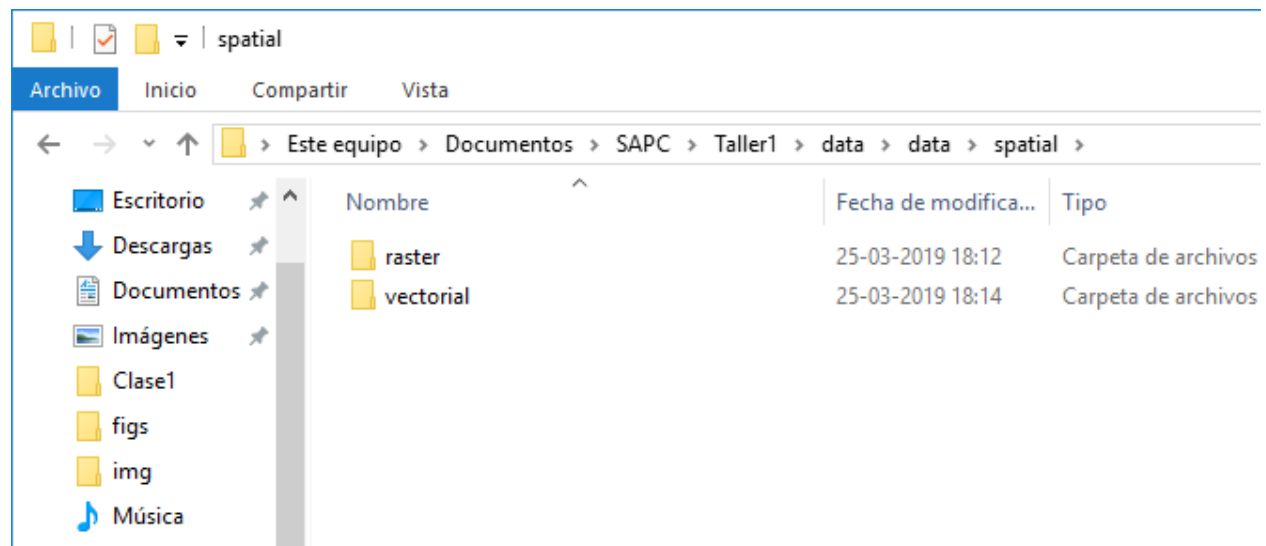 spatial
Archivo Inicio Compartir Vista
Este equipo > Documentos > SAPC > Taller1 > data > data > spatial >
Escritorio
Descargas
Documentos
Imágenes
Clase1
figs
img
Música
Nombre Fecha de modifica... Tipo
raster 25-03-2019 18:12 Carpeta de archivos
vectorial 25-03-2019 18:14 Carpeta de archivos